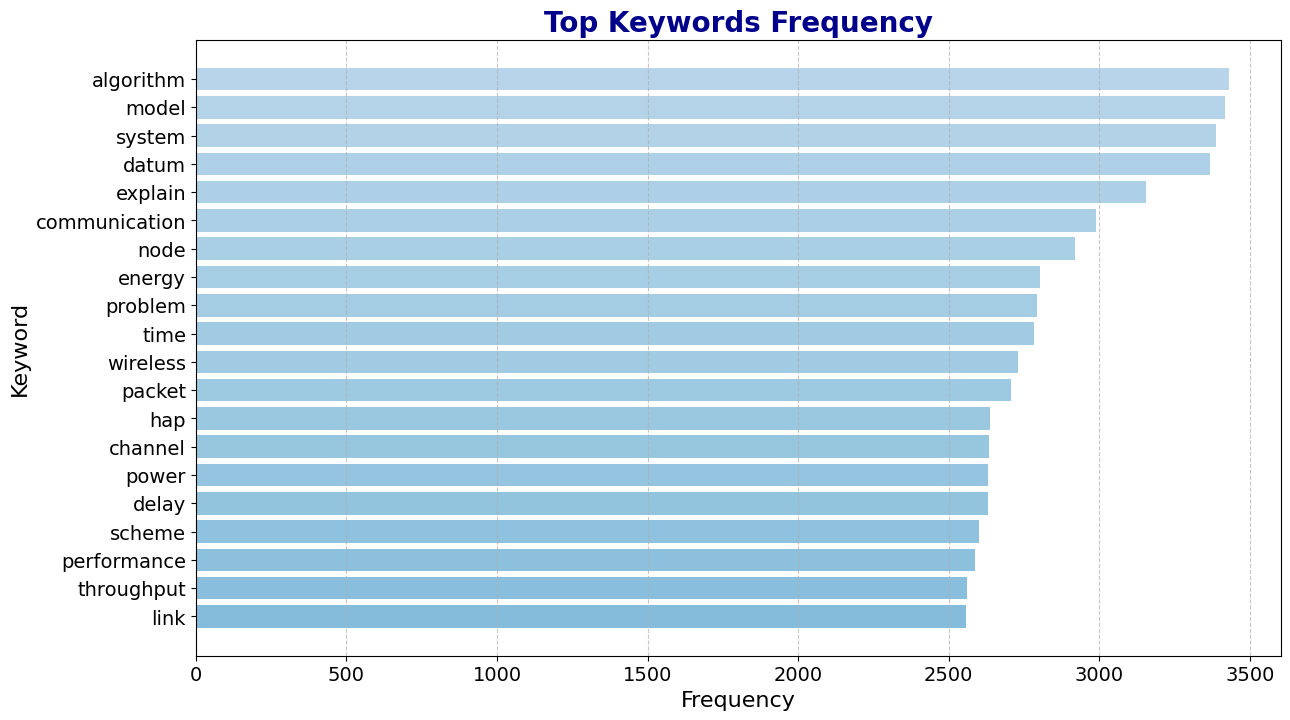 Top Keywords Frequency
Keyword
algorithm
model
system
datum
explain
communication
node
energy
problem
time
wireless
packet
hap
channel
power
delay
scheme
performance
throughput
link
0 500 1000 1500 2000 2500 3000 3500
Frequency